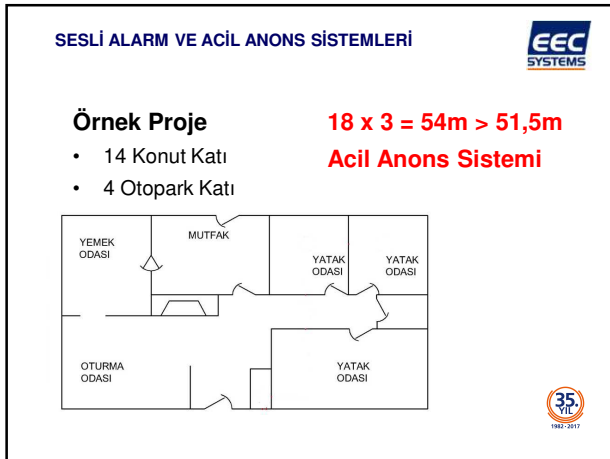 SESLİ ALARM VE ACİL ANONS SİSTEMLERİ
EEC
SYSTEMS
Örnek Proje
• 14 Konut Katı
• 4 Otopark Katı
18 x 3 = 54m > 51,5m
Acil Anons Sistemi
YEMEK
ODASI
MUTFAK
YATAK
ODASI
YATAK
ODASI
OTURMA
ODASI
YATAK
ODASI
35.
YIL
1982-2017